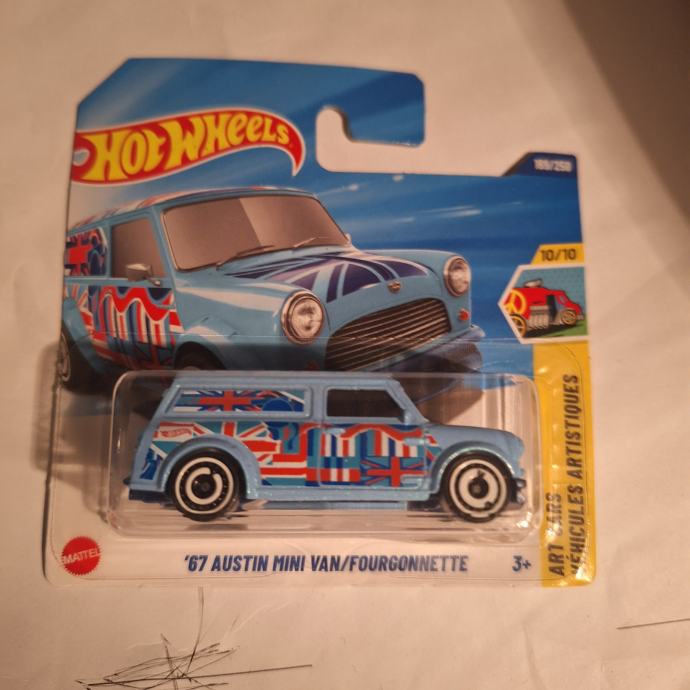 HOT WHEELS
189/250
10/10
ART CARS
VÉHICULES ARTISTIQUES
MATTEL
'67 AUSTIN MINI VAN/FOURGONNETTE
3+